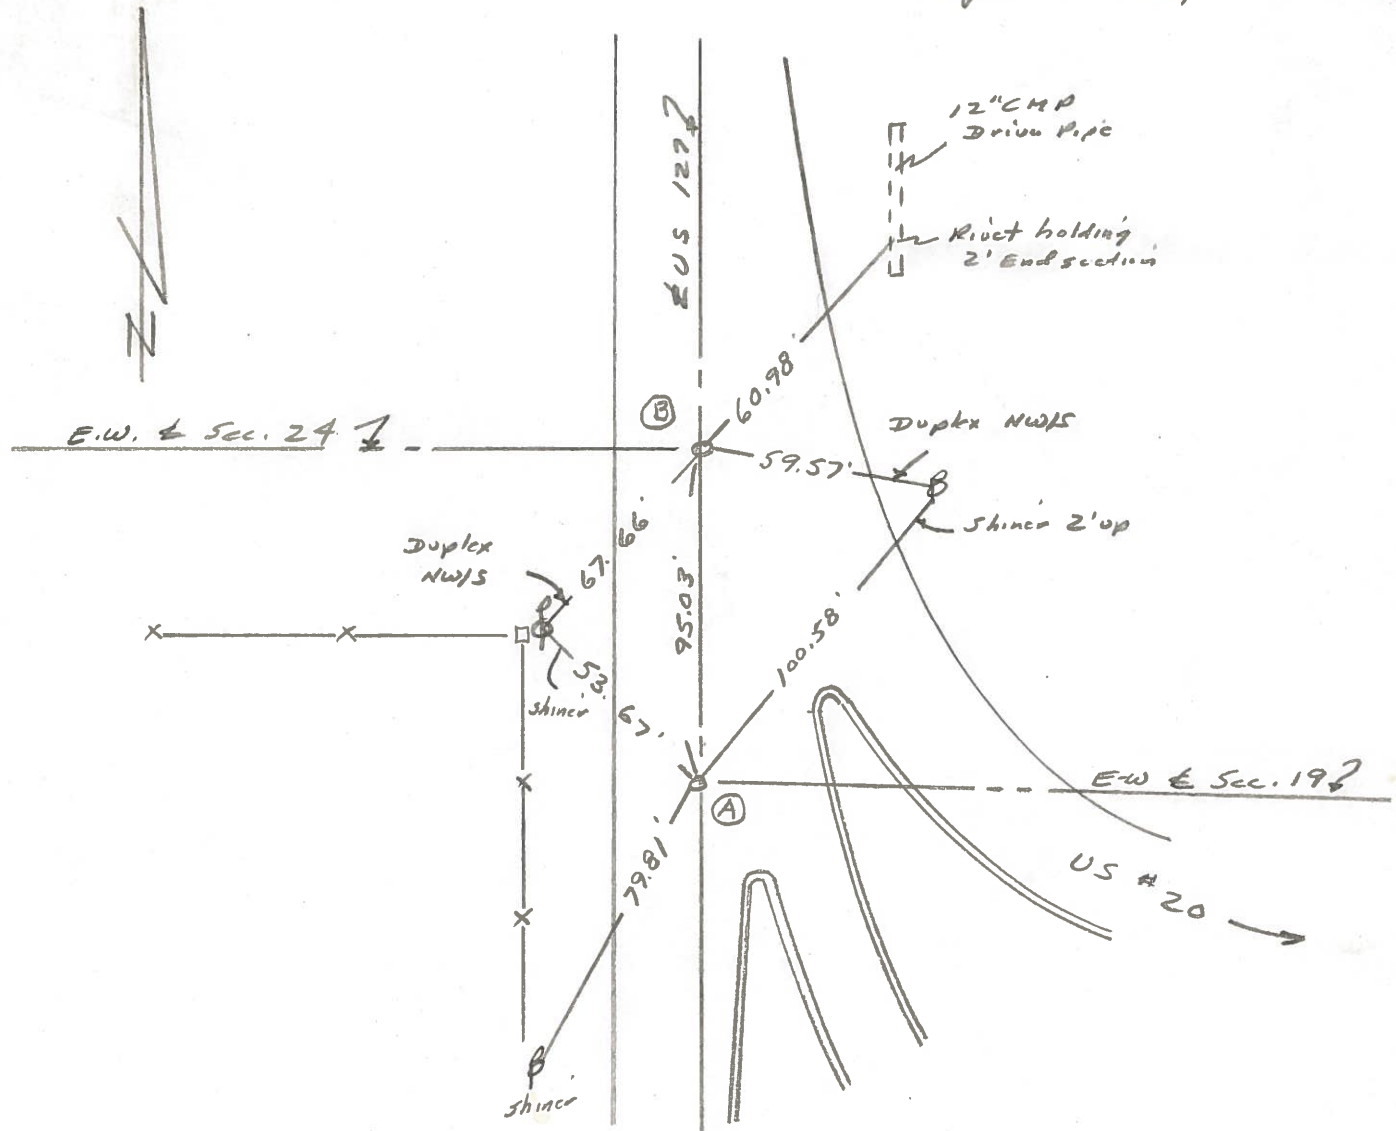 12" CMP
Drive Pipe
℄ US 127
Rivet holding
2' End section
N
B
60.98'
E.W. ℄ Sec. 24
Duplex NW/S
59.57'
Shiner 2' up
Duplex
NW/S
67.66'
95.03'
100.58'
53.67'
shiner
E-W ℄ Sec. 19
A
79.81'
US #20
shiner